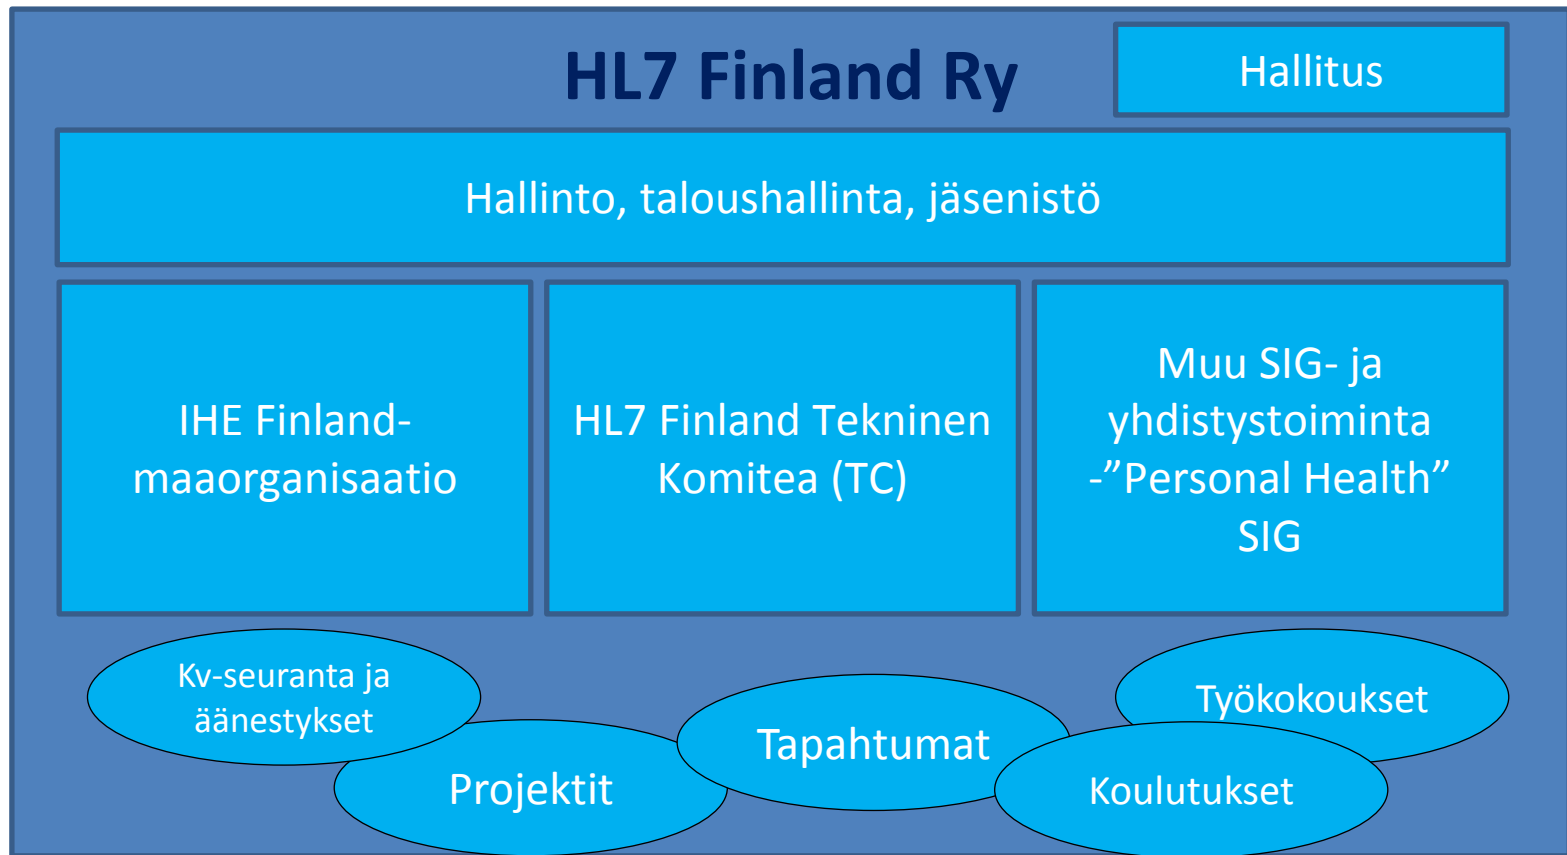 HL7 Finland Ry
Hallitus
Hallinto, taloushallinta, jäsenistö
IHE Finland-
maaorganisaatio
HL7 Finland Tekninen
Komitea (TC)
Muu SIG- ja
yhdistystoiminta
-”Personal Health”
SIG
Kv-seuranta ja
äänestykset
Projektit
Tapahtumat
Työkokoukset
Koulutukset